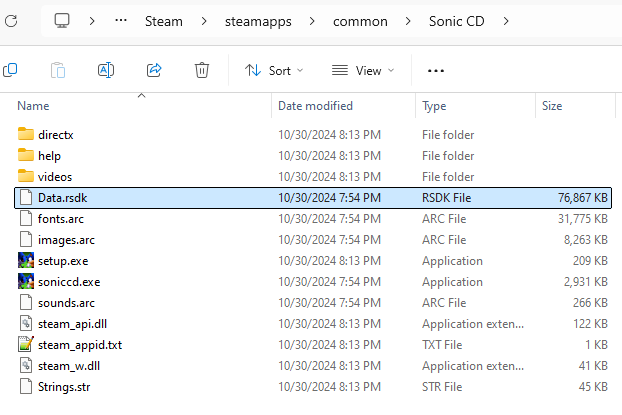 Steam > steamapps > common > Sonic CD >
Sort View
Name Date modified Type Size
directx 10/30/2024 8:13 PM File folder
help 10/30/2024 8:13 PM File folder
videos 10/30/2024 8:13 PM File folder
Data.rsdk 10/30/2024 7:54 PM RSDK File 76,867 KB
fonts.arc 10/30/2024 7:54 PM ARC File 31,775 KB
images.arc 10/30/2024 7:54 PM ARC File 8,263 KB
setup.exe 10/30/2024 8:13 PM Application 209 KB
soniccd.exe 10/30/2024 7:54 PM Application 2,931 KB
sounds.arc 10/30/2024 7:54 PM ARC File 266 KB
steam_api.dll 10/30/2024 8:13 PM Application exten... 122 KB
steam_appid.txt 10/30/2024 8:13 PM TXT File 1 KB
steam_w.dll 10/30/2024 8:13 PM Application exten... 41 KB
Strings.str 10/30/2024 8:13 PM STR File 45 KB